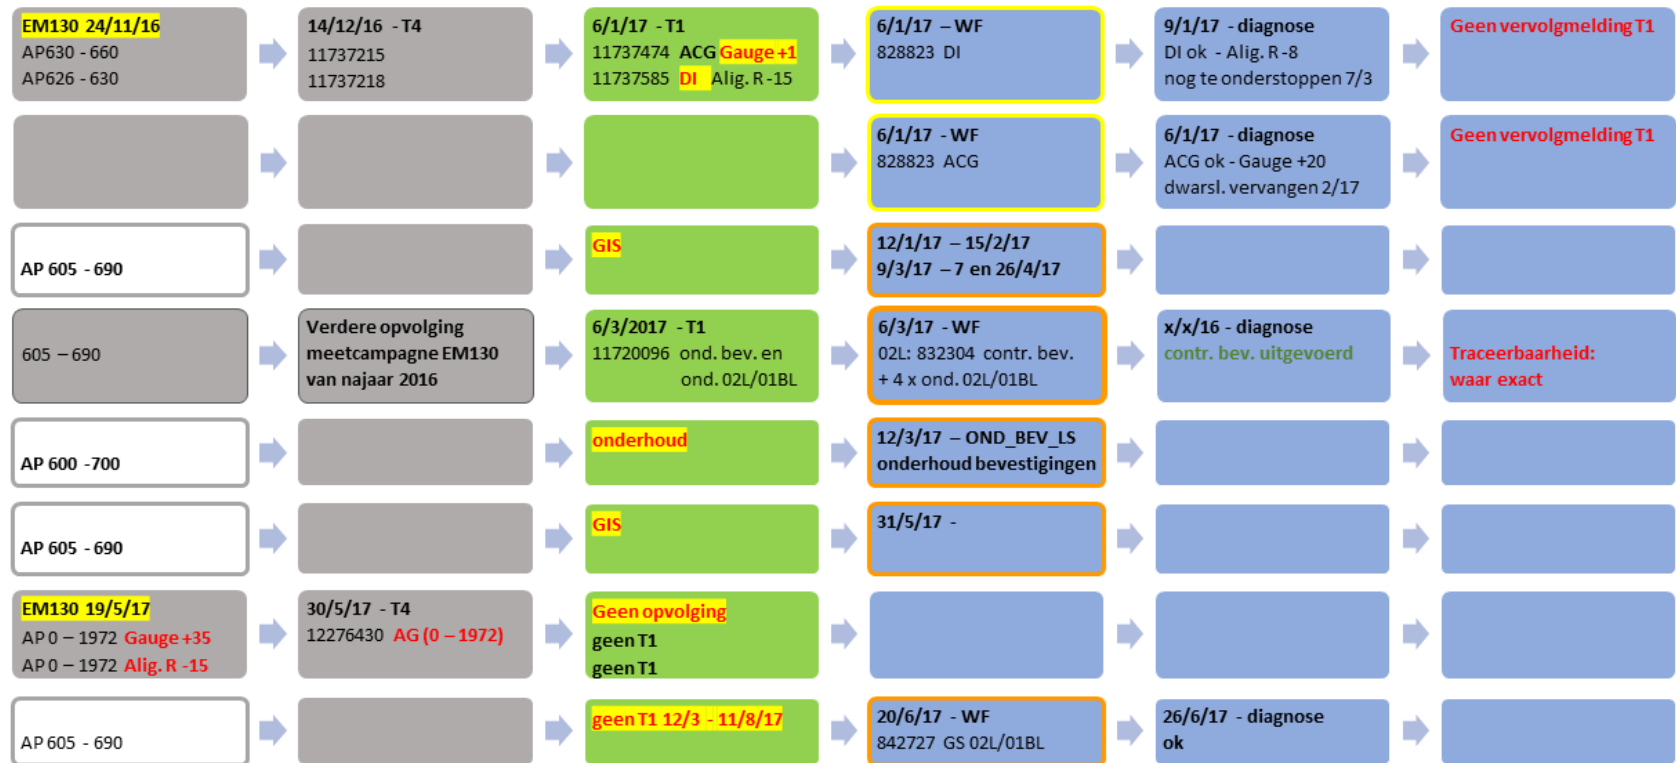 EM130 24/11/16
AP630 - 660
AP626 - 630
14/12/16 - T4
11737215
11737218
6/1/17 - T1
11737474 ACG Gauge +1
11737585 DI Alig. R -15
6/1/17 – WF
828823 DI
9/1/17 - diagnose
DI ok - Alig. R -8
nog te onderstoppen 7/3
Geen vervolgmelding T1
6/1/17 - WF
828823 ACG
6/1/17 - diagnose
ACG ok - Gauge +20
dwarsl. vervangen 2/17
Geen vervolgmelding T1
AP 605 - 690
GIS
12/1/17 – 15/2/17
9/3/17 – 7 en 26/4/17
605 – 690
Verdere opvolging
meetcampagne EM130
van najaar 2016
6/3/2017 - T1
11720096 ond. bev. en
ond. 02L/01BL
6/3/17 - WF
02L: 832304 contr. bev.
+ 4 x ond. 02L/01BL
x/x/16 - diagnose
contr. bev. uitgevoerd
Traceerbaarheid:
waar exact
AP 600 -700
onderhoud
12/3/17 – OND_BEV_LS
onderhoud bevestigingen
AP 605 - 690
GIS
31/5/17 -
EM130 19/5/17
AP 0 – 1972 Gauge +35
AP 0 – 1972 Alig. R -15
30/5/17 - T4
12276430 AG (0 – 1972)
Geen opvolging
geen T1
geen T1
AP 605 - 690
geen T1 12/3 - 11/8/17
20/6/17 - WF
842727 GS 02L/01BL
26/6/17 - diagnose
ok